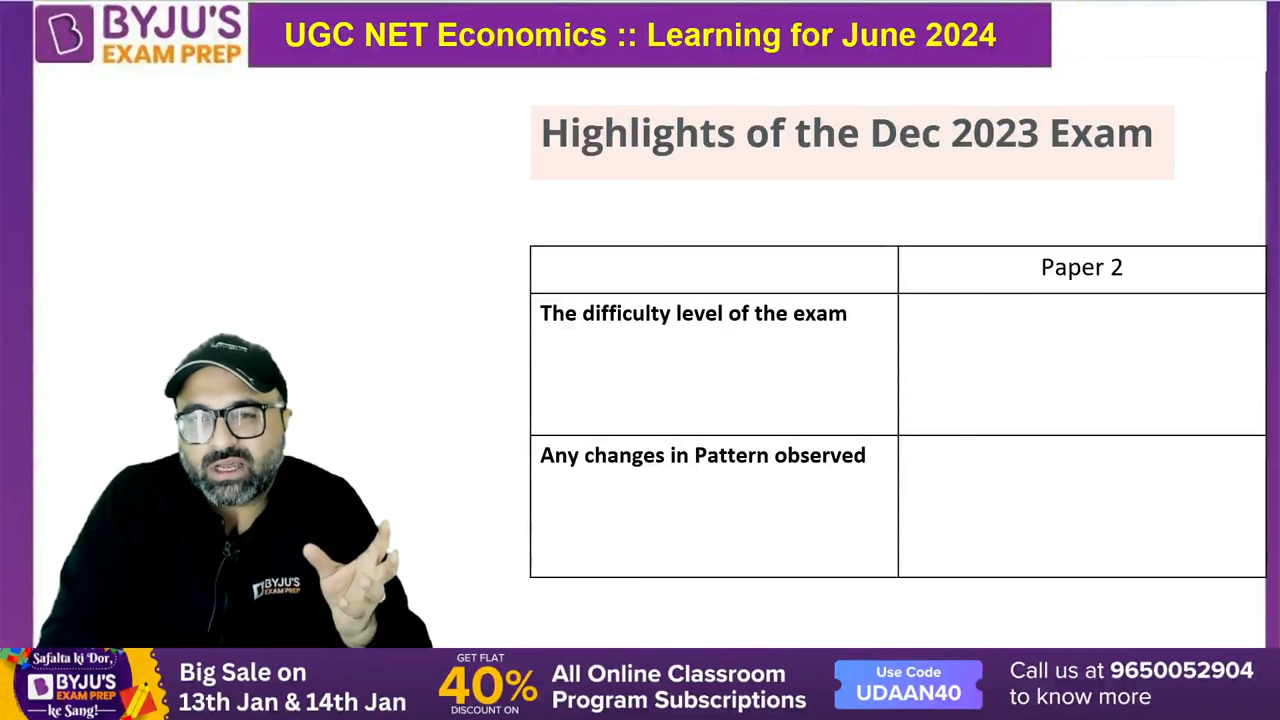 BYJU'S
EXAM PREP
UGC NET Economics :: Learning for June 2024
Highlights of the Dec 2023 Exam
Paper 2
The difficulty level of the exam
Any changes in Pattern observed
BYJU'S
EXAM PREP
Safalta ki Dor,
BYJU'S
EXAM PREP
ke Sang!
Big Sale on
13th Jan & 14th Jan
GET FLAT
40%
DISCOUNT ON
All Online Classroom
Program Subscriptions
Use Code
UDAAN40
Call us at 9650052904
to know more